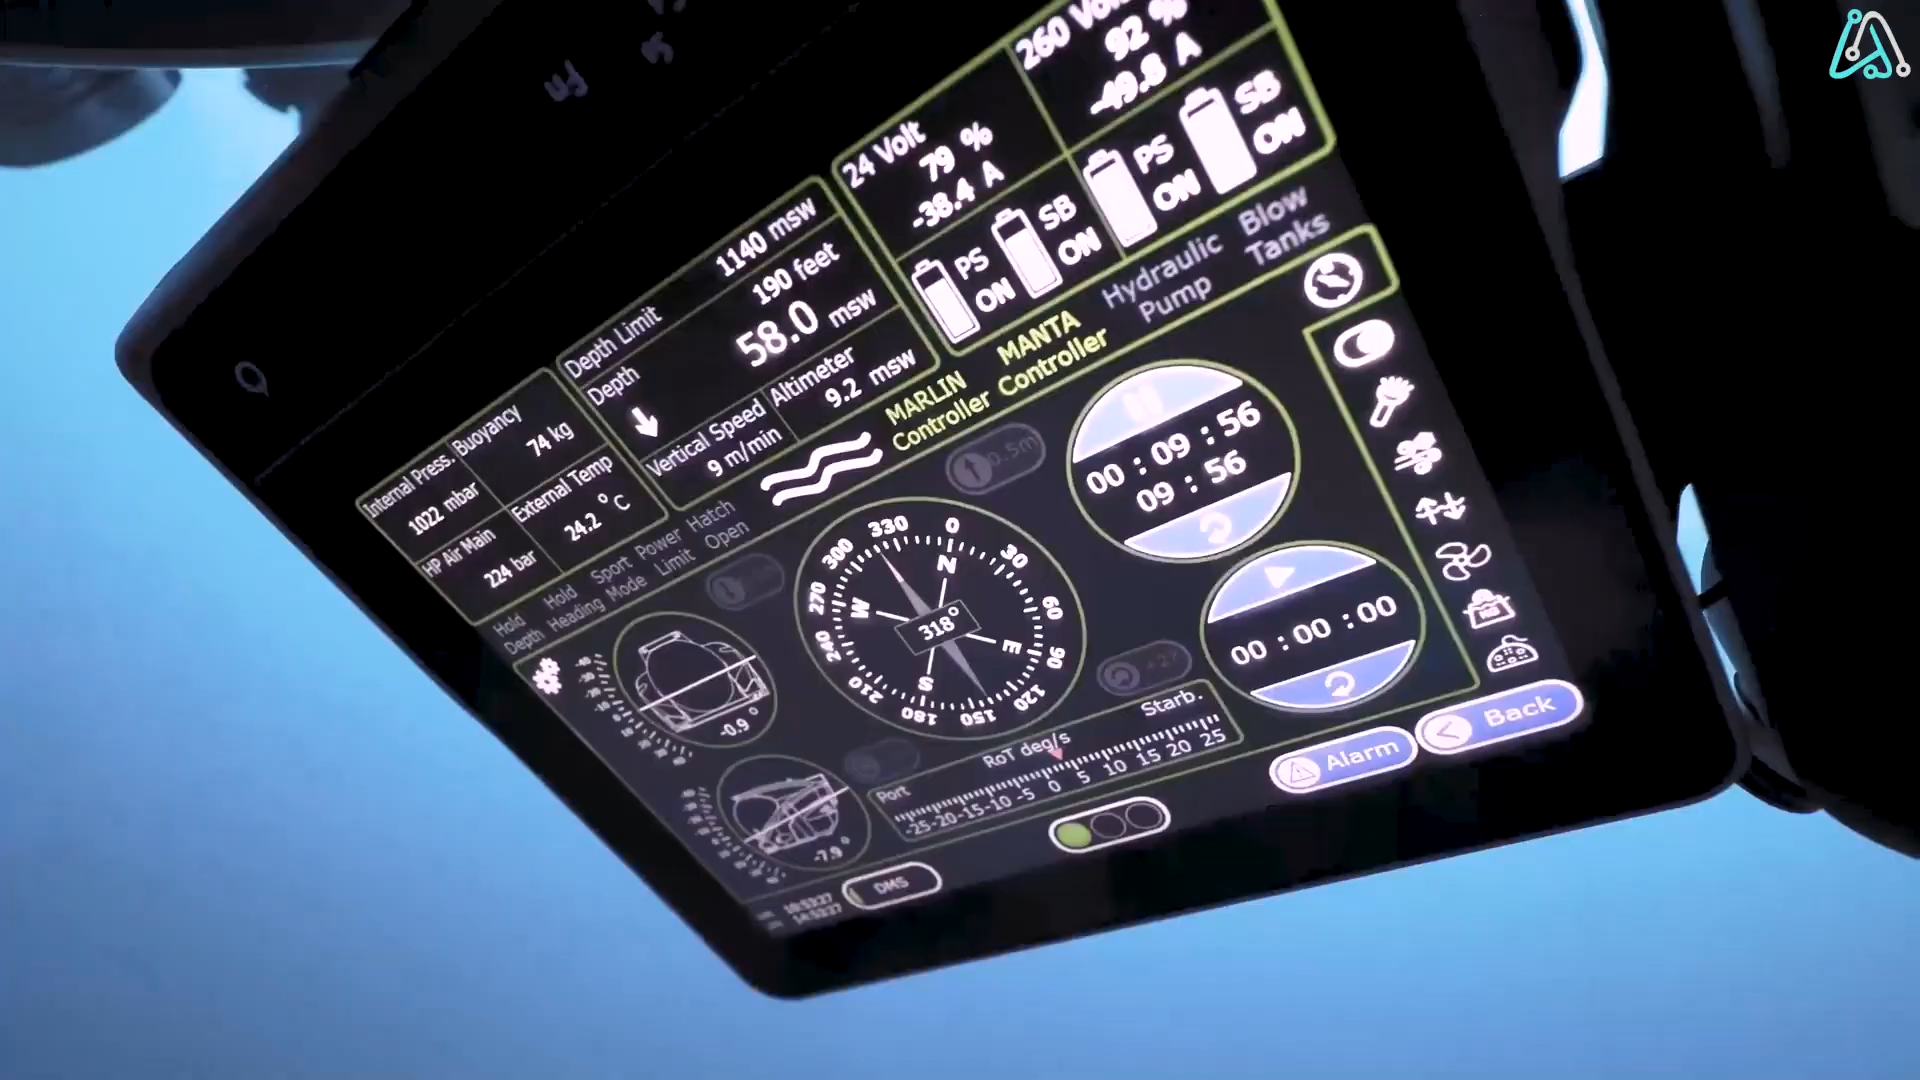 260 Volt
92 %
-49.8 A
PS ON
SB ON
24 Volt
79 %
-38.4 A
PS ON
SB ON
Depth Limit 1140 msw
190 feet
Depth 58.0 msw
Vertical Speed
9 m/min
Altimeter
9.2 msw
Internal Press.
1022 mbar
Buoyancy
74 kg
HP Air Main
224 bar
External Temp
24.2 °C
Hold Depth
Hold Heading
Sport Mode
Power Limit
Hatch Open
MARLIN Controller
MANTA Controller
Hydraulic Pump
Blow Tanks
0.5m
00 : 09 : 56
09 : 56
00 : 00 : 00
330 0 30 60 90 120 150 180 210 240 270 300
N E S W
318°
-0.9 °
-7.9 °
+27
RoT deg/s
Port
Starb.
-25 -20 -15 -10 -5 0 5 10 15 20 25
Alarm
Back
DMS